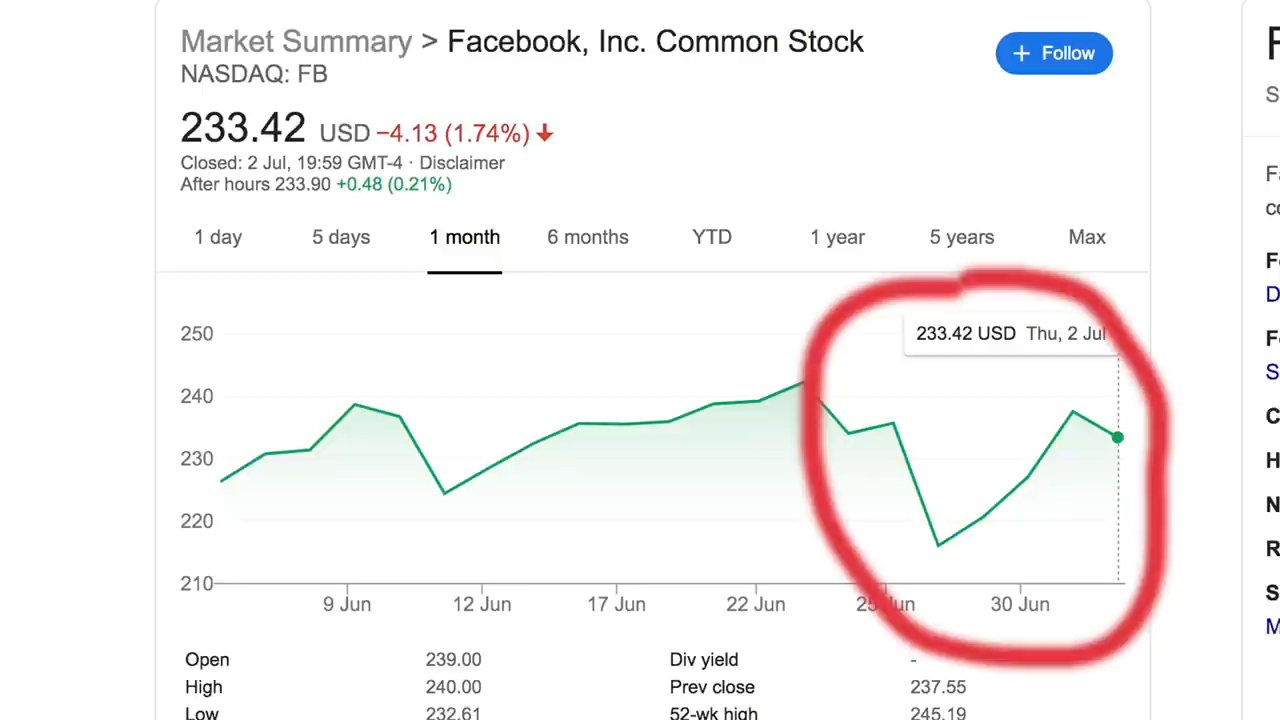 Market Summary > Facebook, Inc. Common Stock
NASDAQ: FB
+ Follow
233.42 USD −4.13 (1.74%)
Closed: 2 Jul, 19:59 GMT-4 · Disclaimer
After hours 233.90 +0.48 (0.21%)
1 day 5 days 1 month 6 months YTD 1 year 5 years Max
233.42 USD Thu, 2 Jul
250
240
230
220
210
9 Jun 12 Jun 17 Jun 22 Jun 25 Jun 30 Jun
Open 239.00 Div yield -
High 240.00 Prev close 237.55
Low 232.61 52-wk high 245.19